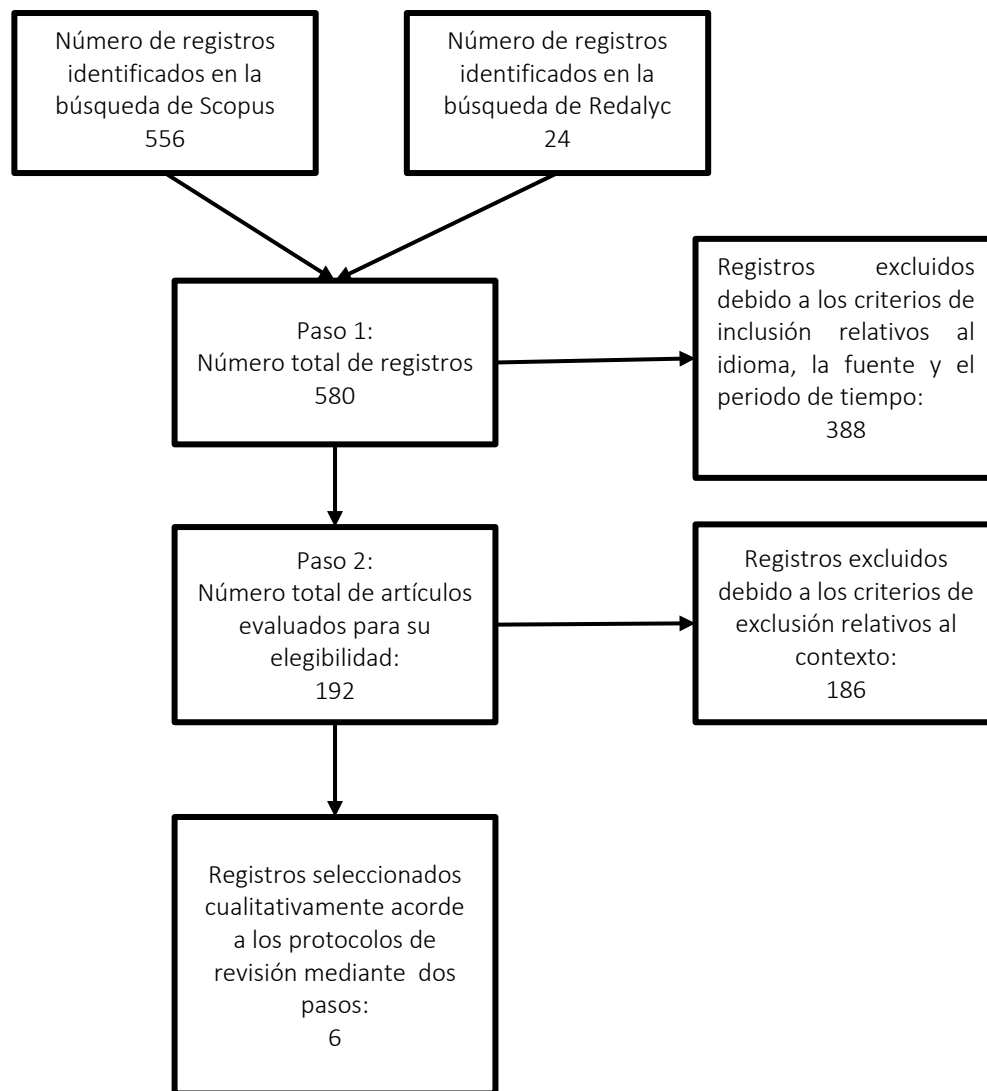 Número de registros
identificados en la
búsqueda de Scopus
556
Número de registros
identificados en la
búsqueda de Redalyc
24
Paso 1:
Número total de registros
580
Registros excluidos
debido a los criterios de
inclusión relativos al
idioma, la fuente y el
periodo de tiempo:
388
Paso 2:
Número total de artículos
evaluados para su
elegibilidad:
192
Registros excluidos
debido a los criterios de
exclusión relativos al
contexto:
186
Registros seleccionados
cualitativamente acorde
a los protocolos de
revisión mediante dos
pasos:
6